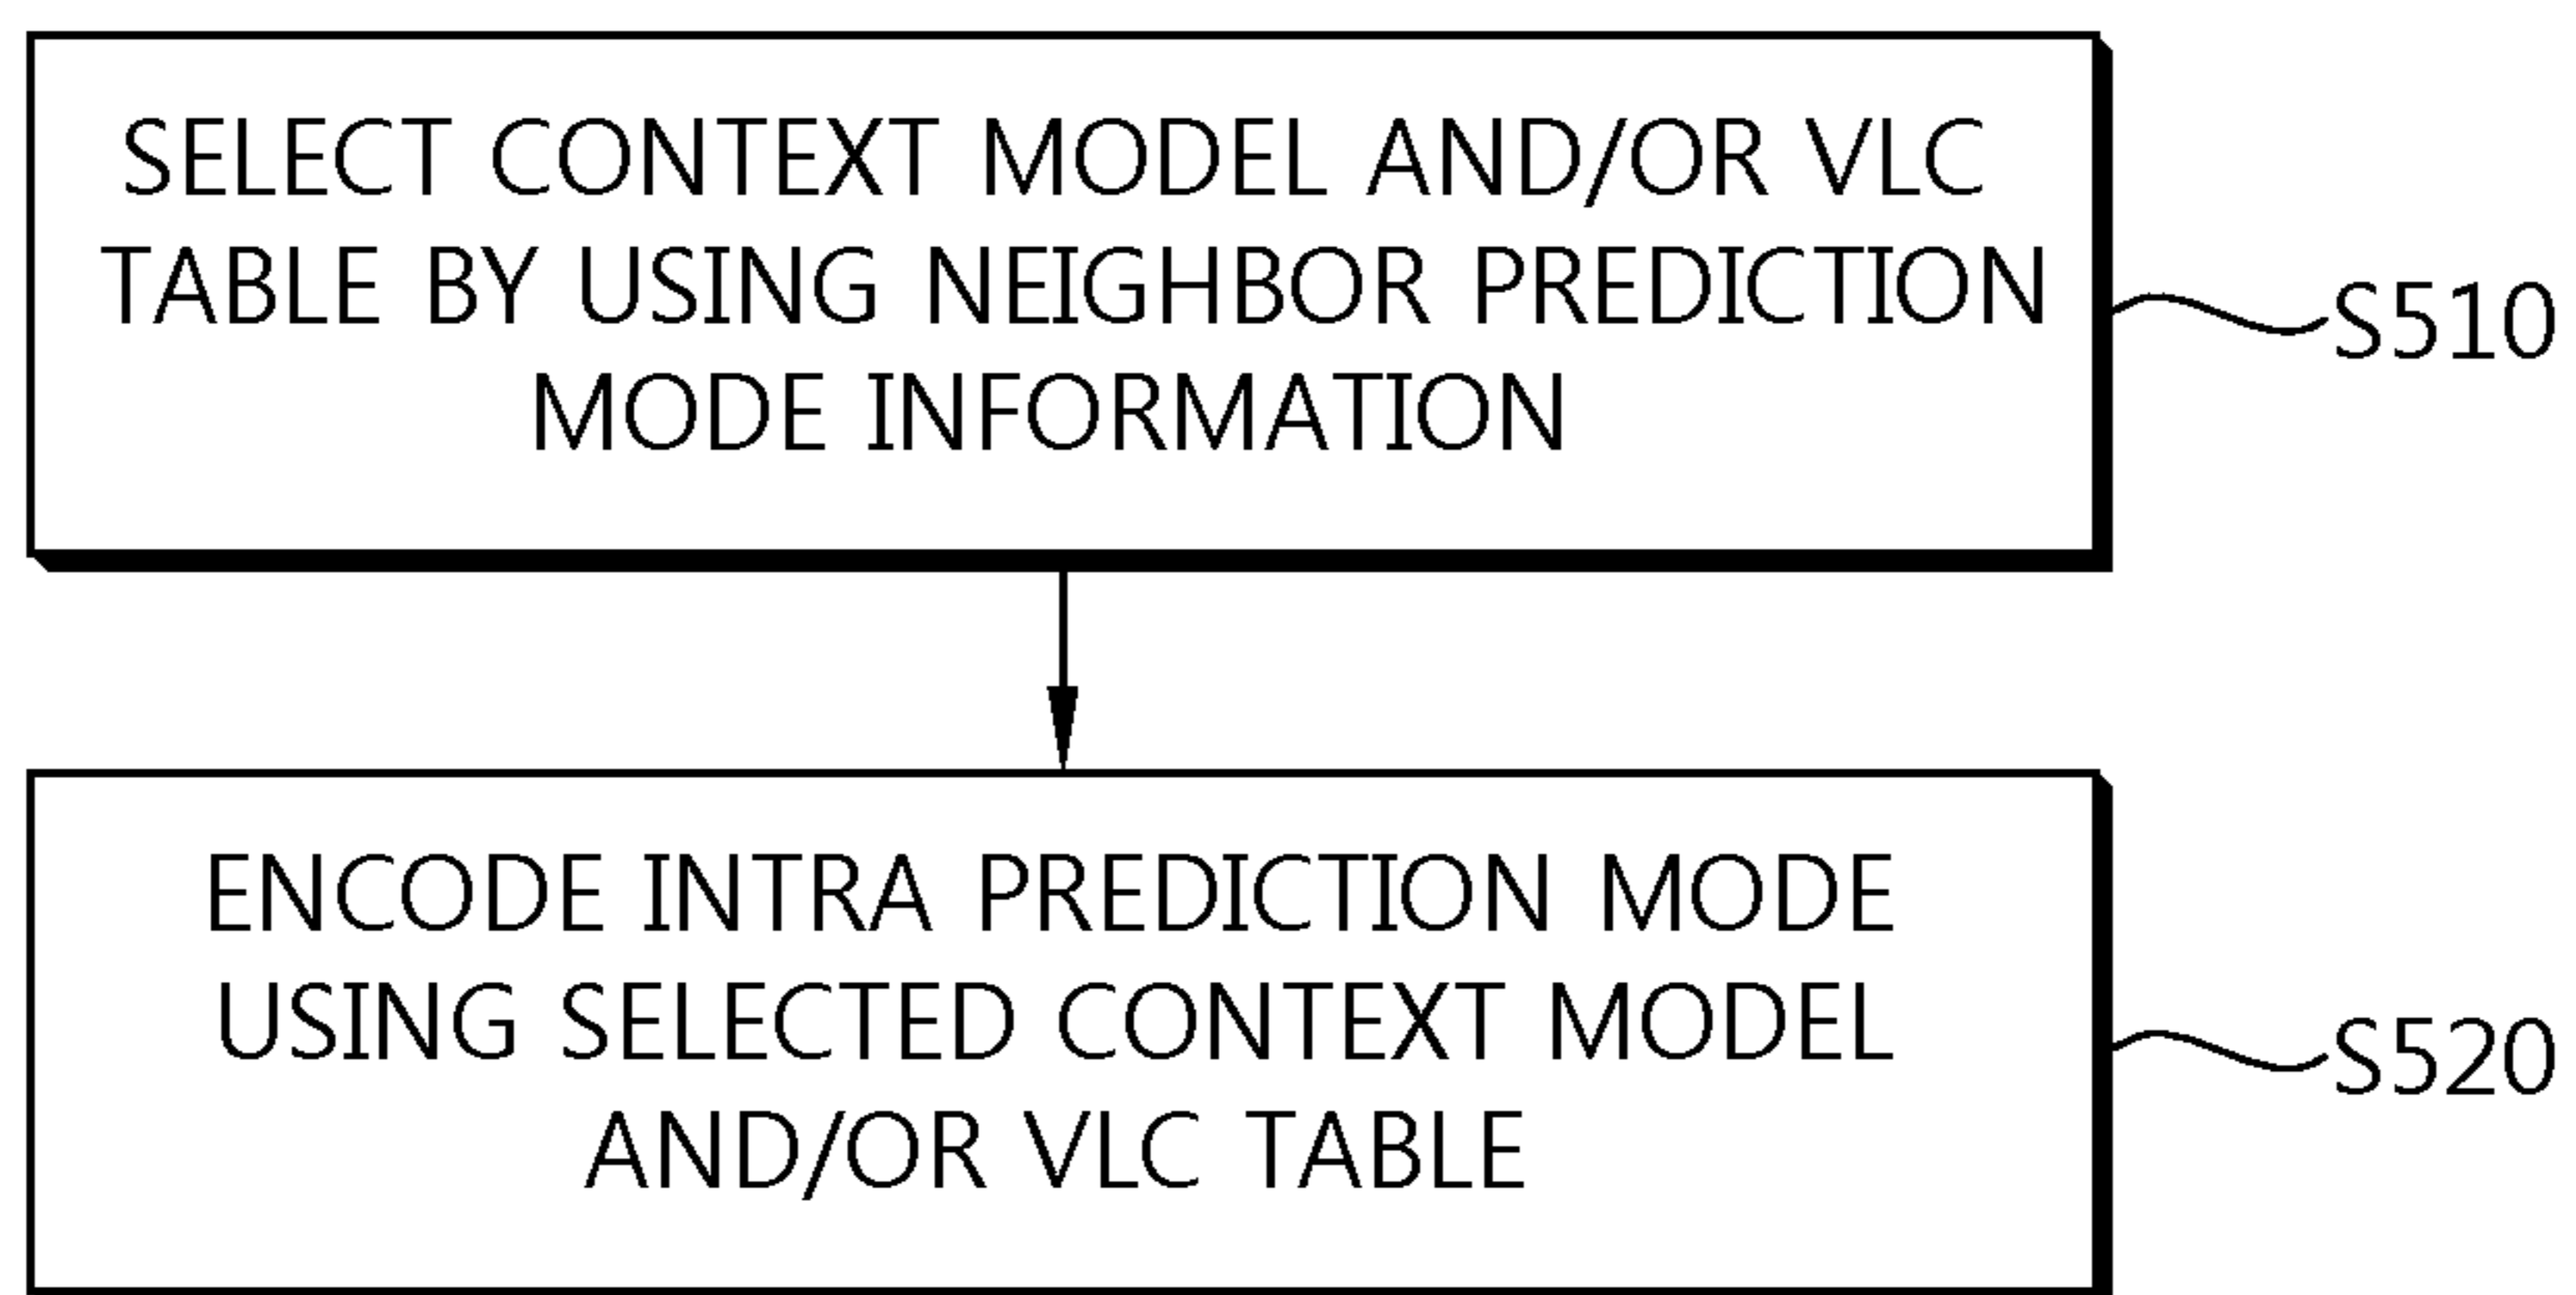 SELECT CONTEXT MODEL AND/OR VLC
TABLE BY USING NEIGHBOR PREDICTION
MODE INFORMATION
S510
ENCODE INTRA PREDICTION MODE
USING SELECTED CONTEXT MODEL
AND/OR VLC TABLE
S520